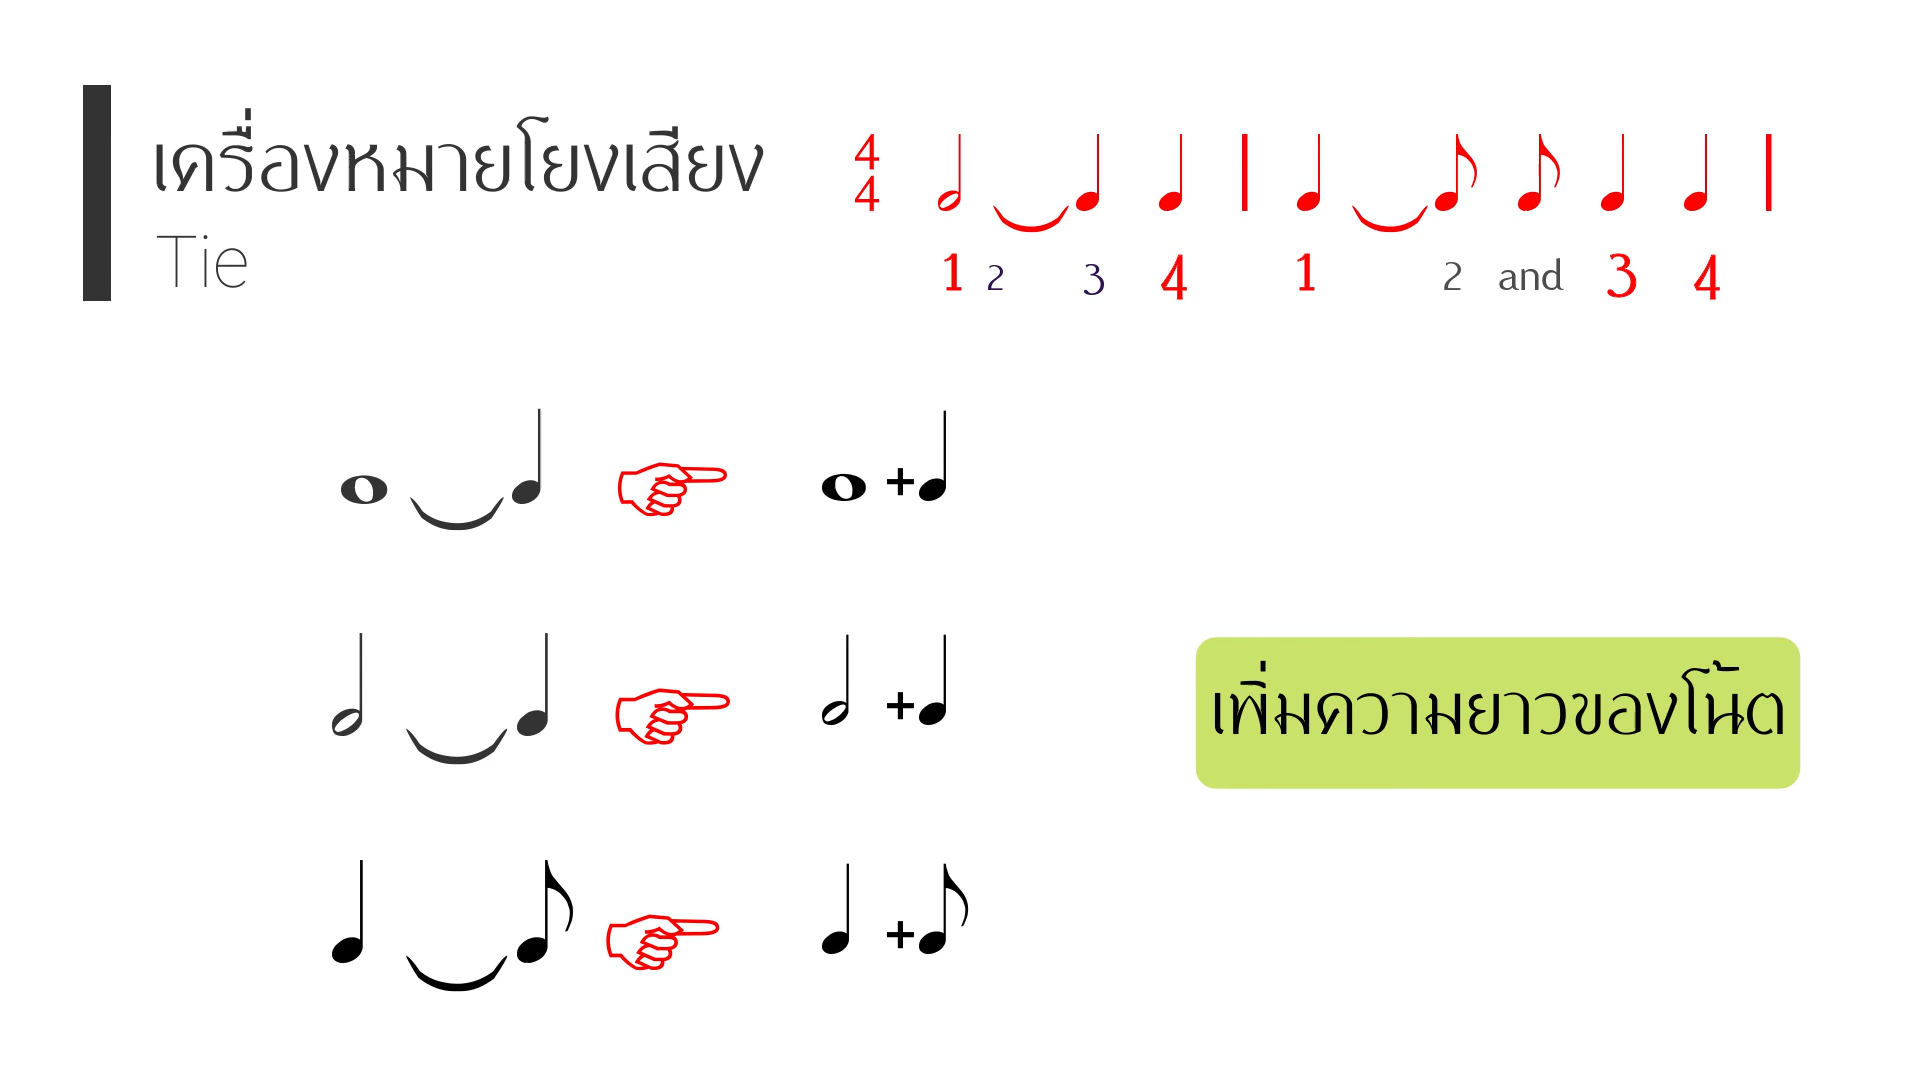 เครื่องหมายโยงเสียง
Tie
4
4
1 2 3 4 1 2 and 3 4
+
+
เพิ่มความยาวของโน้ต
+